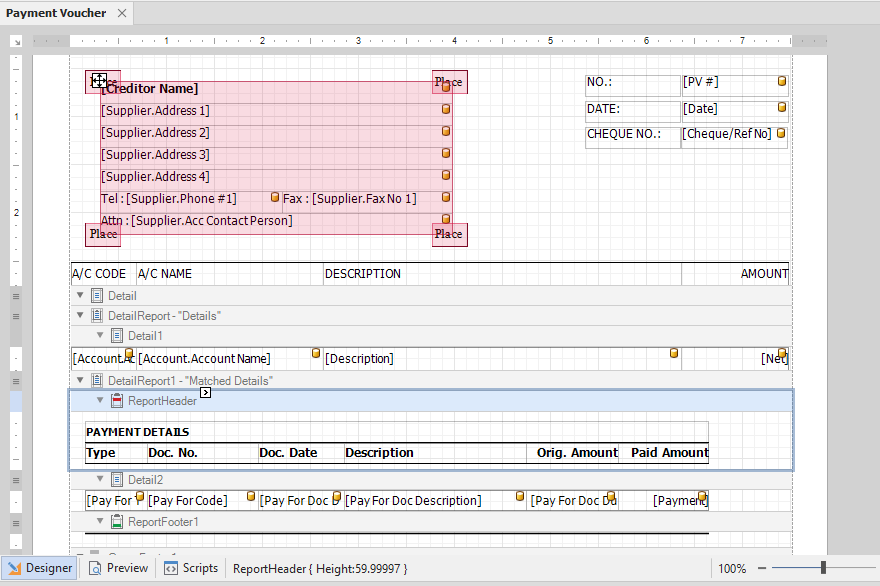 Payment Voucher
1 2 3 4 5 6 7
Place
[Creditor Name]
[Supplier.Address 1]
[Supplier.Address 2]
[Supplier.Address 3]
[Supplier.Address 4]
Tel : [Supplier.Phone #1] Fax : [Supplier.Fax No 1]
Attn : [Supplier.Acc Contact Person]
Place Place
NO.: [PV #]
DATE: [Date]
CHEQUE NO.: [Cheque/Ref No]
1
2
A/C CODE A/C NAME DESCRIPTION AMOUNT
Detail
DetailReport - "Details"
Detail1
[Account.Ac [Account.Account Name] [Description] [Net]
DetailReport1 - "Matched Details"
ReportHeader
PAYMENT DETAILS
Type Doc. No. Doc. Date Description Orig. Amount Paid Amount
Detail2
[Pay For [Pay For Code] [Pay For Doc D [Pay For Doc Description] [Pay For Doc Du [Payment]
ReportFooter1
Designer Preview Scripts ReportHeader { Height:59.99997 } 100%